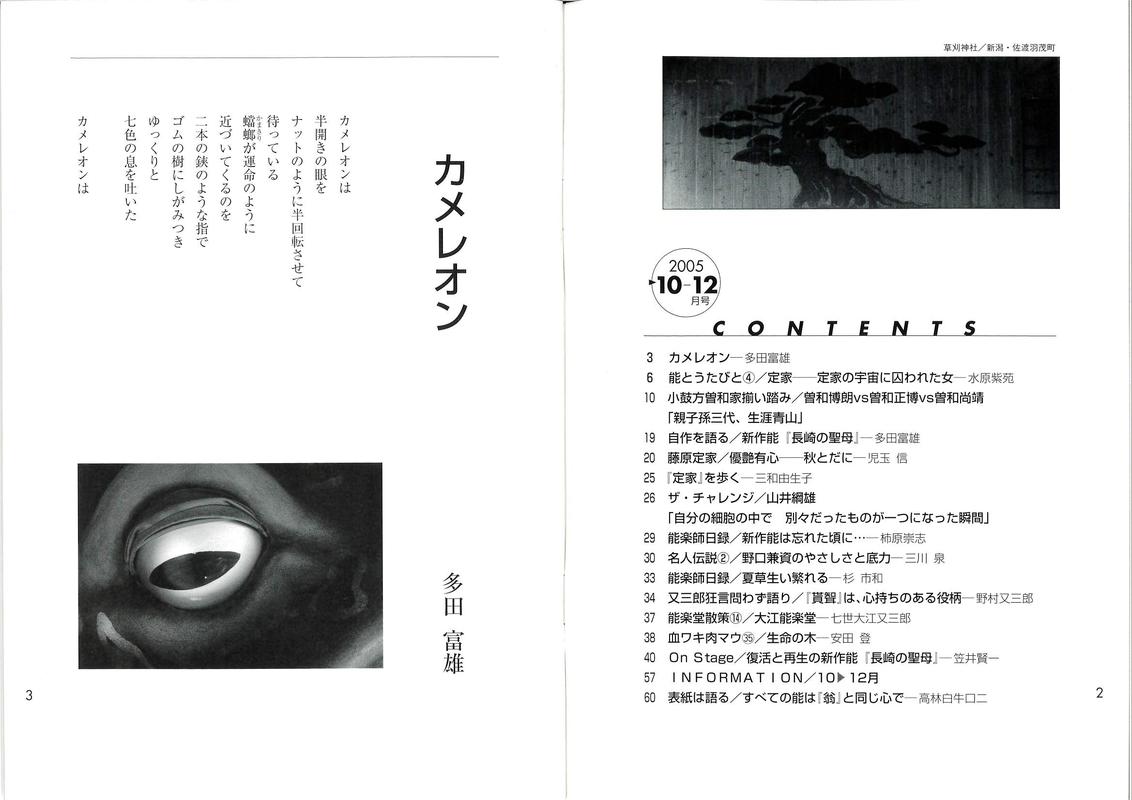 草刈神社／新潟・佐渡羽茂町
2005
10-12
月号
CONTENTS
3 カメレオン─多田富雄
6 能とうたびと④／定家──定家の宇宙に囚われた女─水原紫苑
10 小鼓方曽和家揃い踏み／曽和博朗vs曽和正博vs曽和尚靖
「親子孫三代、生涯青山」
19 自作を語る／新作能『長崎の聖母』─多田富雄
20 藤原定家／優艶有心──秋とだに─児玉 信
25 『定家』を歩く─三和由生子
26 ザ・チャレンジ／山井綱雄
「自分の細胞の中で　別々だったものが一つになった瞬間」
29 能楽師日録／新作能は忘れた頃に…─柿原崇志
30 名人伝説②／野口兼資のやさしさと底力─三川 泉
33 能楽師日録／夏草生い繁れる─杉 市和
34 又三郎狂言問わず語り／『貰聟』は、心持ちのある役柄─野村又三郎
37 能楽堂散策⑭／大江能楽堂─七世大江又三郎
38 血ワキ肉マウ㉟／生命の木─安田 登
40 On Stage／復活と再生の新作能『長崎の聖母』─笠井賢一
57 INFORMATION／10▶12月
60 表紙は語る／すべての能は『翁』と同じ心で─高林白牛口二
2
カメレオン
多田 富雄
カメレオンは
半開きの眼を
ナットのように半回転させて
待っている
蟷螂が運命のように
かまきり
近づいてくるのを
二本の鋏のような指で
ゴムの樹にしがみつき
ゆっくりと
七色の息を吐いた
カメレオンは
3